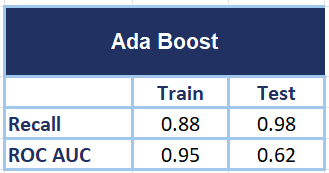 Ada Boost
Train Test
Recall 0.88 0.98
ROC AUC 0.95 0.62